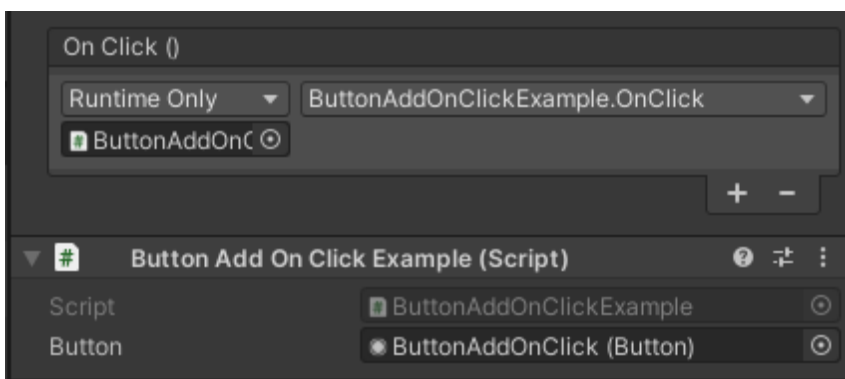 On Click ()
Runtime Only ButtonAddOnClickExample.OnClick
ButtonAddOnC
+ -
# Button Add On Click Example (Script)
Script ButtonAddOnClickExample
Button ButtonAddOnClick (Button)